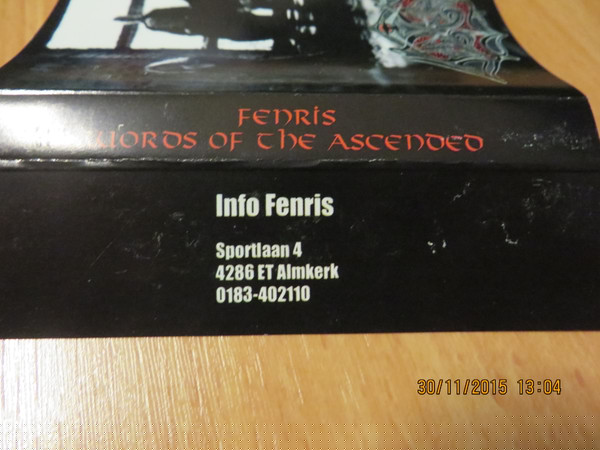 Fenris
Words of the Ascended
Info Fenris
Sportlaan 4
4286 ET Almkerk
0183-402110
30/11/2015 13:04